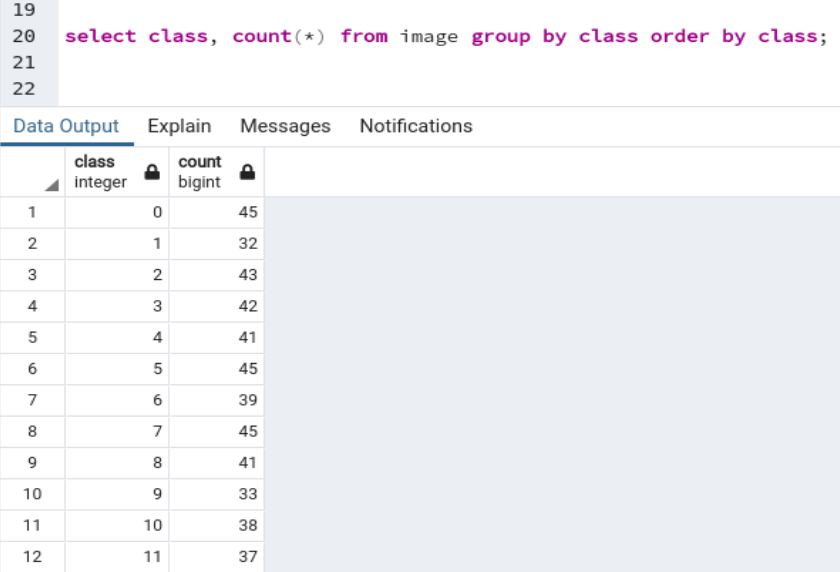 19
20 select class, count(*) from image group by class order by class;
21
22
Data Output Explain Messages Notifications
class count
integer bigint
1 0 45
2 1 32
3 2 43
4 3 42
5 4 41
6 5 45
7 6 39
8 7 45
9 8 41
10 9 33
11 10 38
12 11 37